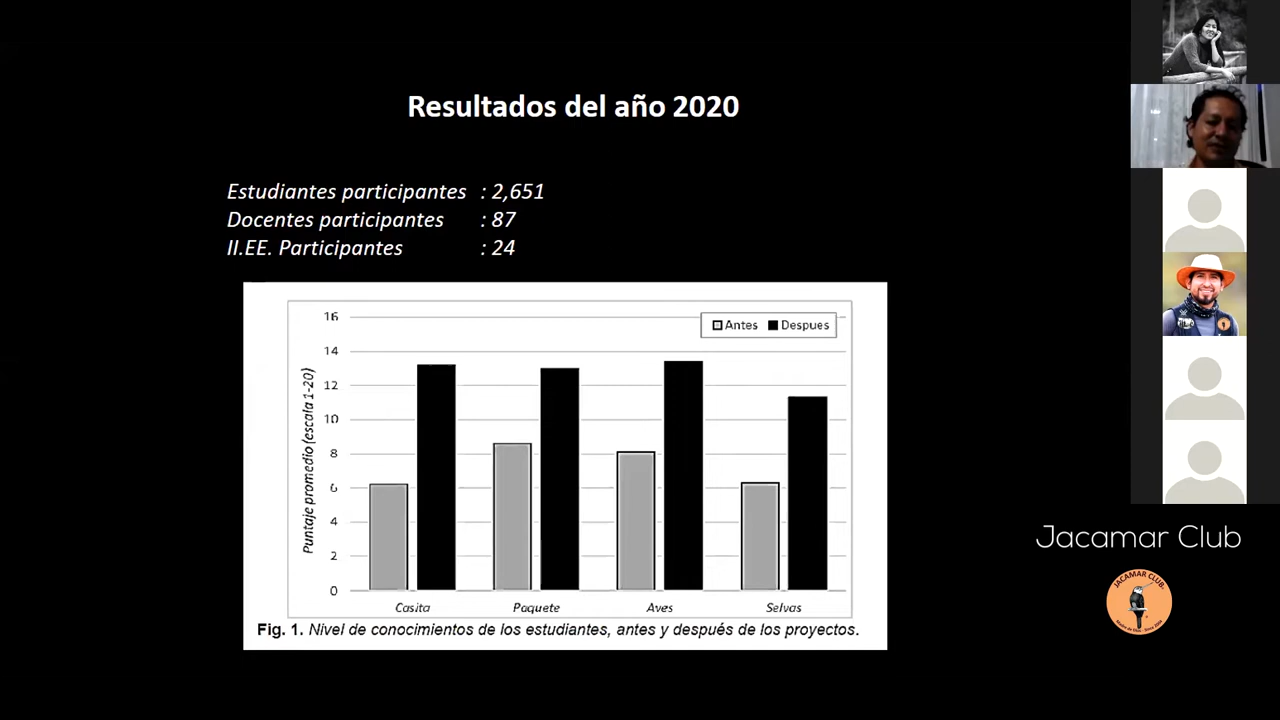 Resultados del año 2020
Estudiantes participantes : 2,651
Docentes participantes : 87
II.EE. Participantes : 24
Antes Despues
Puntaje promedio (escala 1-20)
16
14
12
10
8
6
4
2
0
Casita Paquete Aves Selvas
Fig. 1. Nivel de conocimientos de los estudiantes, antes y después de los proyectos.
Jacamar Club
JACAMAR CLUB